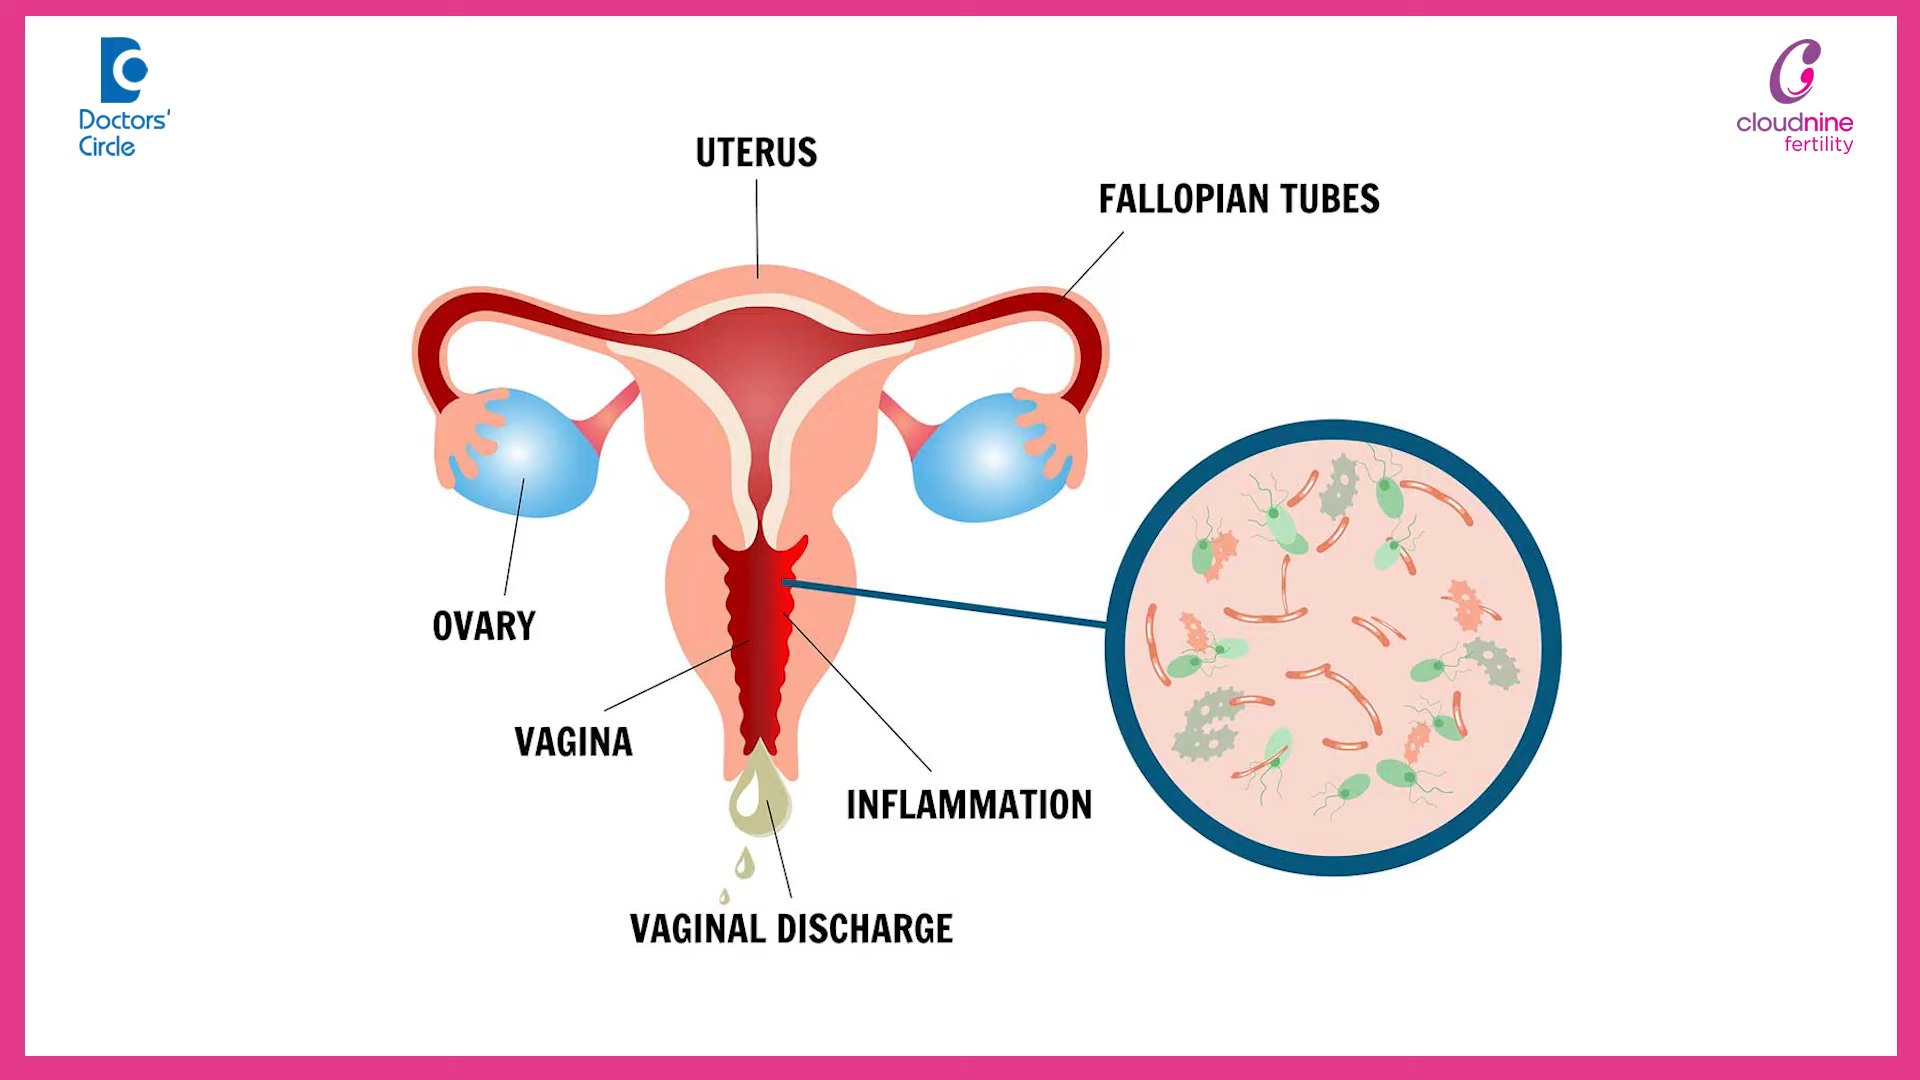 Doctors'
Circle
cloudnine
fertility
UTERUS
FALLOPIAN TUBES
OVARY
VAGINA
INFLAMMATION
VAGINAL DISCHARGE